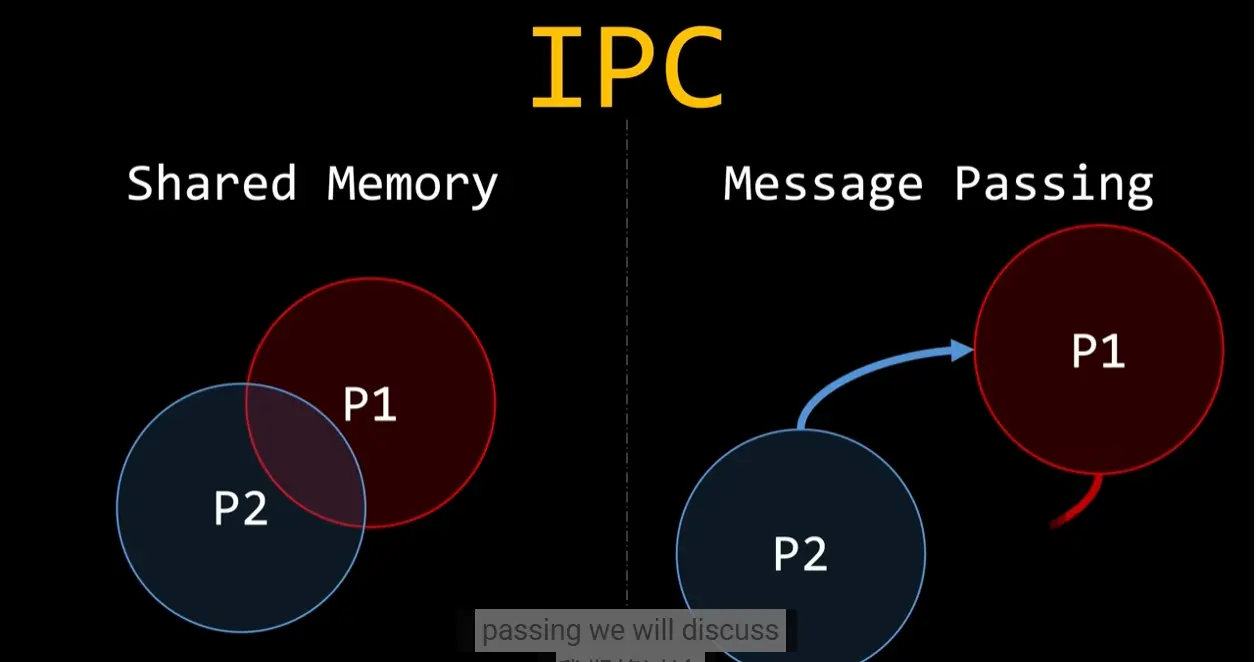 IPC
Shared Memory
Message Passing
P1
P2
P1
P2
passing we will discuss